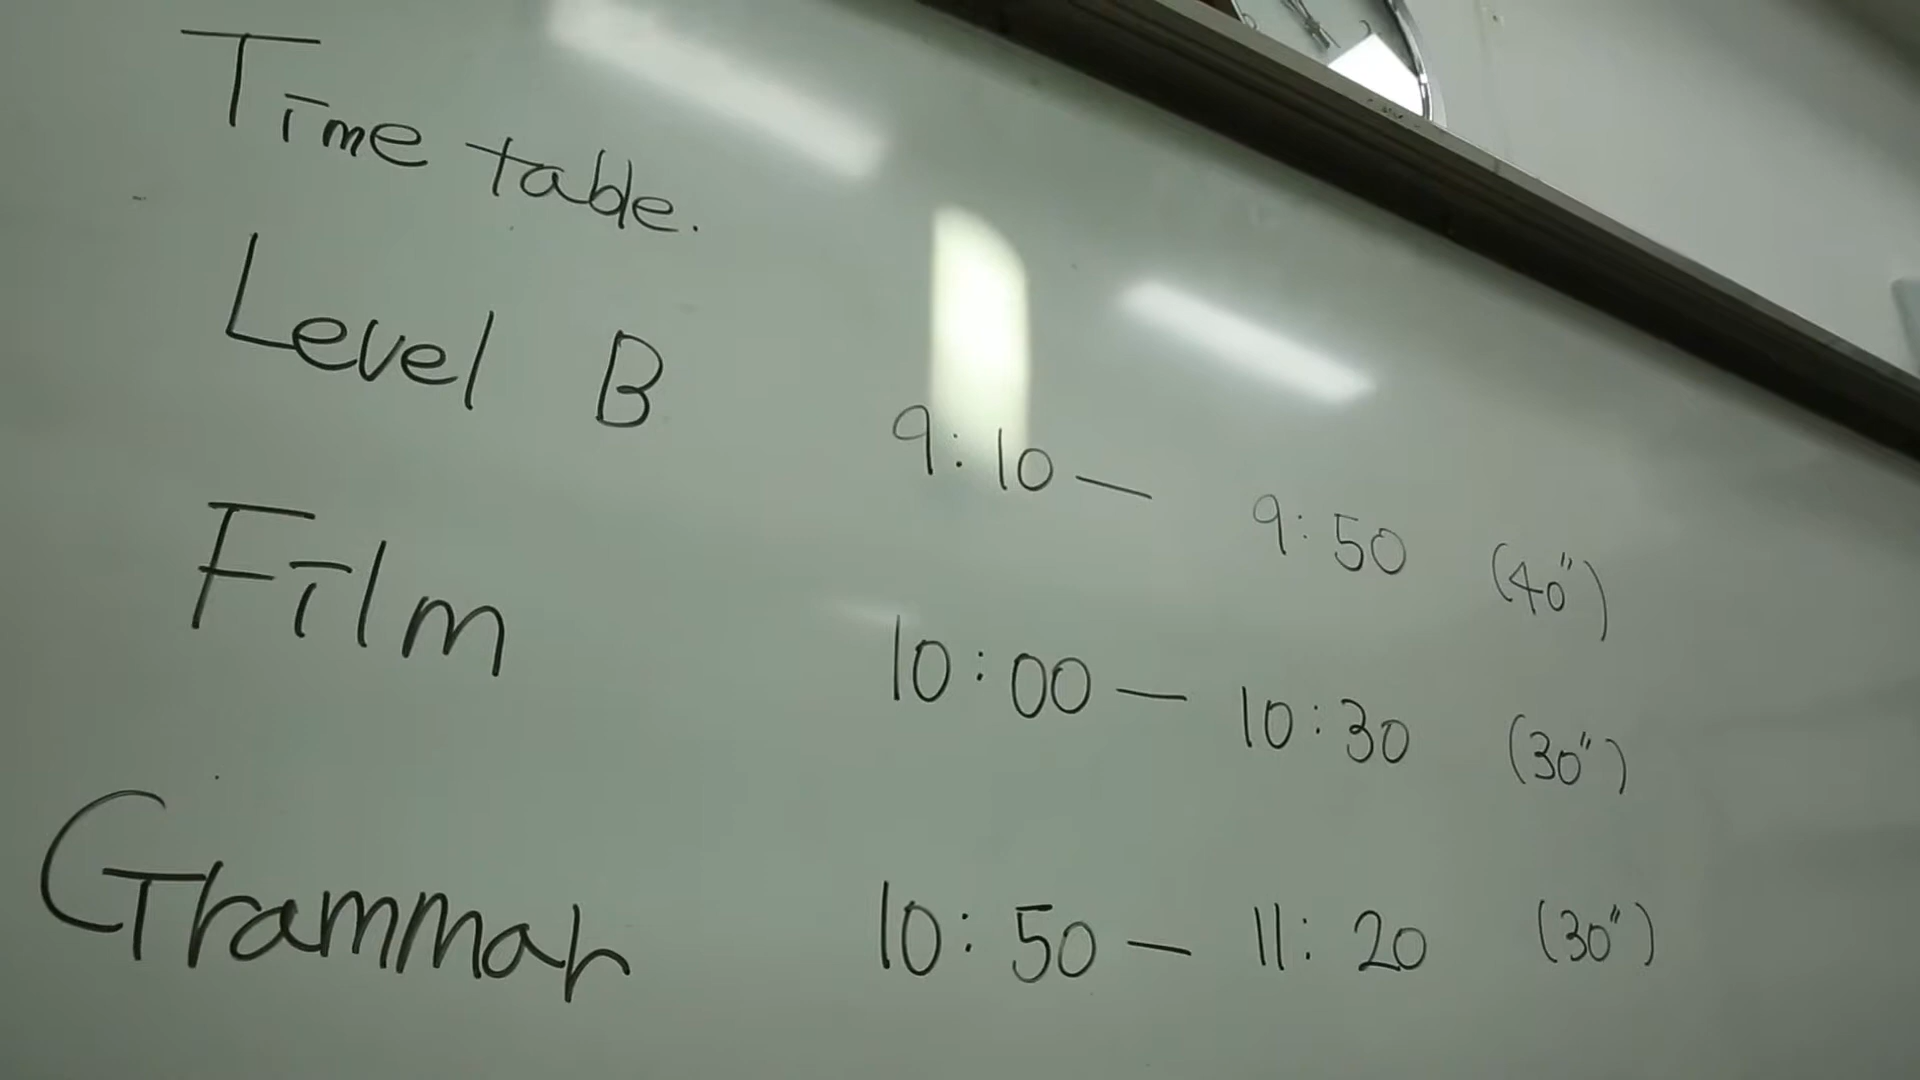 Time table.
Level B 9:10 — 9:50 (40")
Film 10:00 — 10:30 (30")
Grammar 10:50 — 11:20 (30")